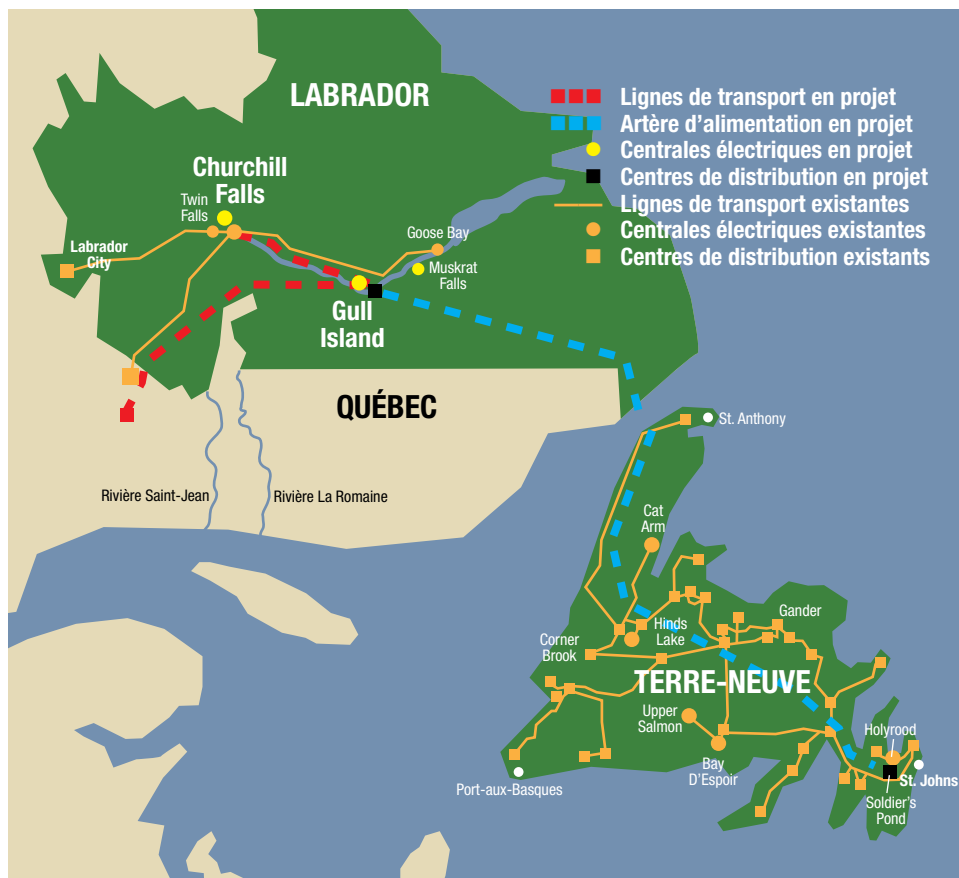 LABRADOR
Lignes de transport en projet
Artère d'alimentation en projet
Centrales électriques en projet
Centres de distribution en projet
Lignes de transport existantes
Centrales électriques existantes
Centres de distribution existants
Churchill
Falls
Twin
Falls
Labrador
City
Goose Bay
Muskrat
Falls
Gull
Island
QUÉBEC
St. Anthony
Rivière Saint-Jean
Rivière La Romaine
Cat
Arm
Hinds
Lake
Gander
Corner
Brook
TERRE-NEUVE
Upper
Salmon
Bay
D'Espoir
Holyrood
St. Johns
Soldier's
Pond
Port-aux-Basques